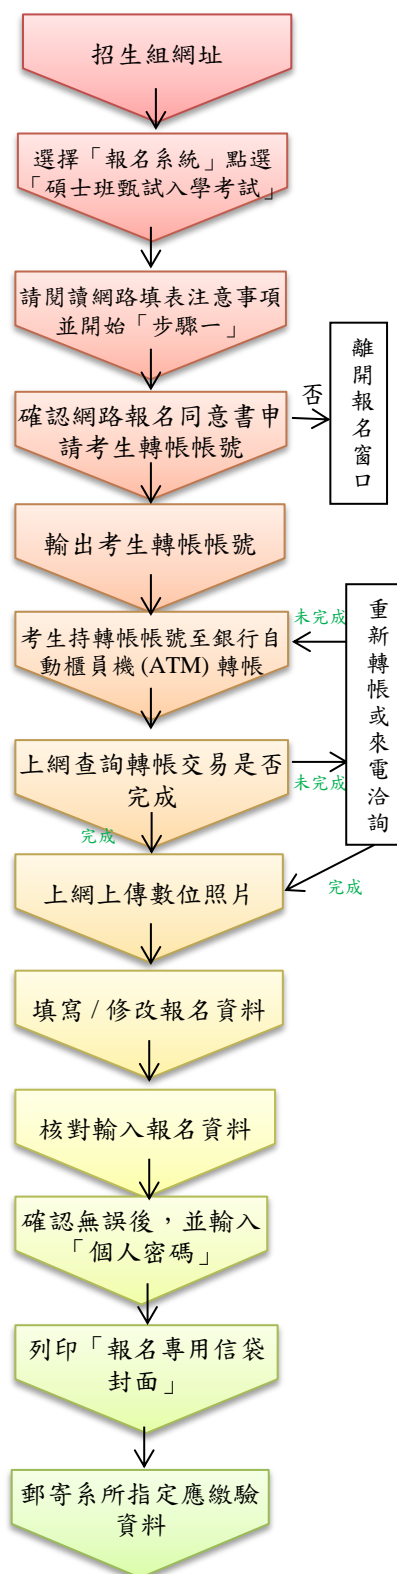 招生組網址
選擇「報名系統」點選
「碩士班甄試入學考試」
請閱讀網路填表注意事項
並開始「步驟一」
確認網路報名同意書申
請考生轉帳帳號
否
離開報名窗口
輸出考生轉帳帳號
考生持轉帳帳號至銀行自
動櫃員機 (ATM) 轉帳
未完成
重新轉帳或來電洽詢
上網查詢轉帳交易是否
完成
未完成
完成
完成
上網上傳數位照片
填寫 / 修改報名資料
核對輸入報名資料
確認無誤後，並輸入
「個人密碼」
列印「報名專用信袋
封面」
郵寄系所指定應繳驗
資料